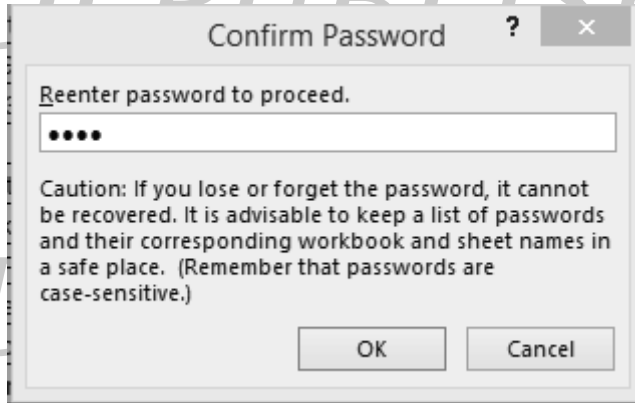 Confirm Password ? ×
Reenter password to proceed.
••••
Caution: If you lose or forget the password, it cannot
be recovered. It is advisable to keep a list of passwords
and their corresponding workbook and sheet names in
a safe place. (Remember that passwords are
case-sensitive.)
OK Cancel